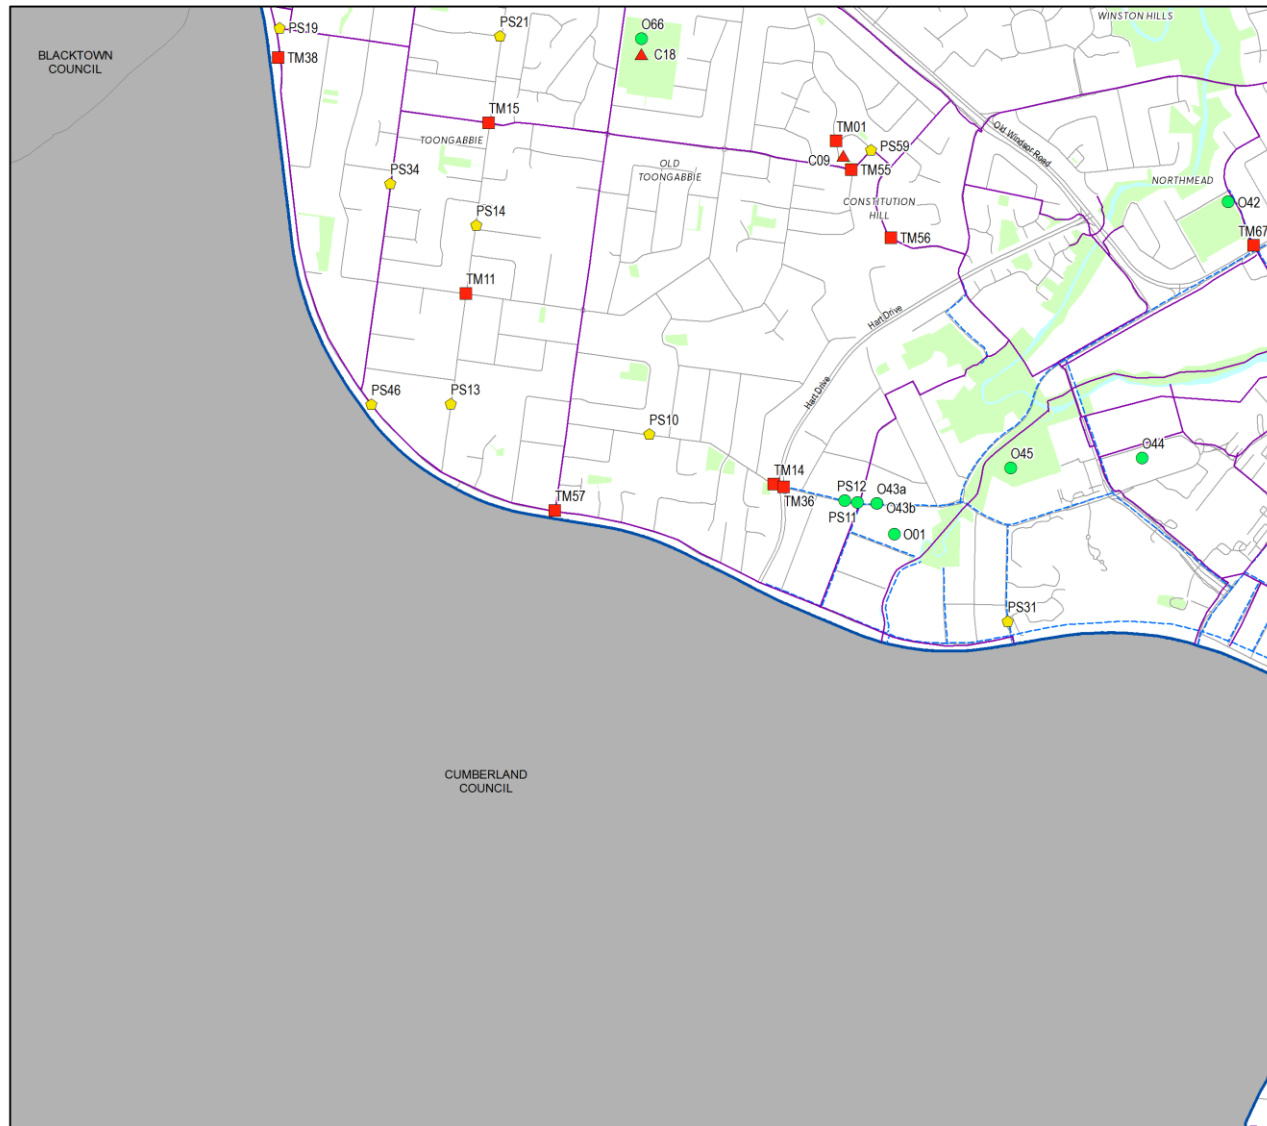 WINSTON HILLS
PS19
PS21
O66
BLACKTOWN
COUNCIL
TM38
C18
TM15
TM01
Old Windsor Road
TOONGABBIE
PS59
C09
TM55
OLD
TOONGABBIE
PS34
NORTHMEAD
CONSTITUTION
HILL
O42
PS14
TM56
TM67
TM11
Hart Drive
Hart Drive
PS46
PS13
PS10
O44
O45
TM14
TM36
PS12
O43a
PS11
O43b
TM57
O01
PS31
CUMBERLAND
COUNCIL